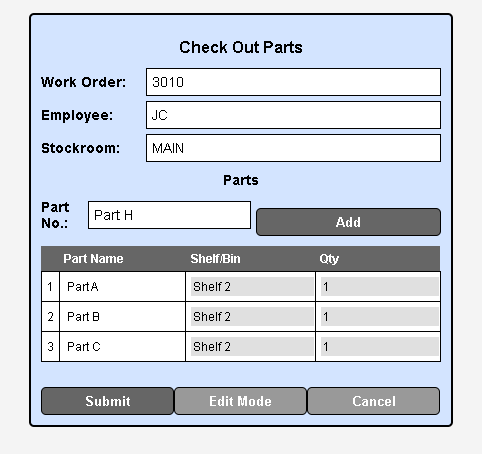 Check Out Parts
Work Order: 3010
Employee: JC
Stockroom: MAIN
Parts
Part No.: Part H Add
Part Name Shelf/Bin Qty
1 Part A Shelf 2 1
2 Part B Shelf 2 1
3 Part C Shelf 2 1
Submit Edit Mode Cancel